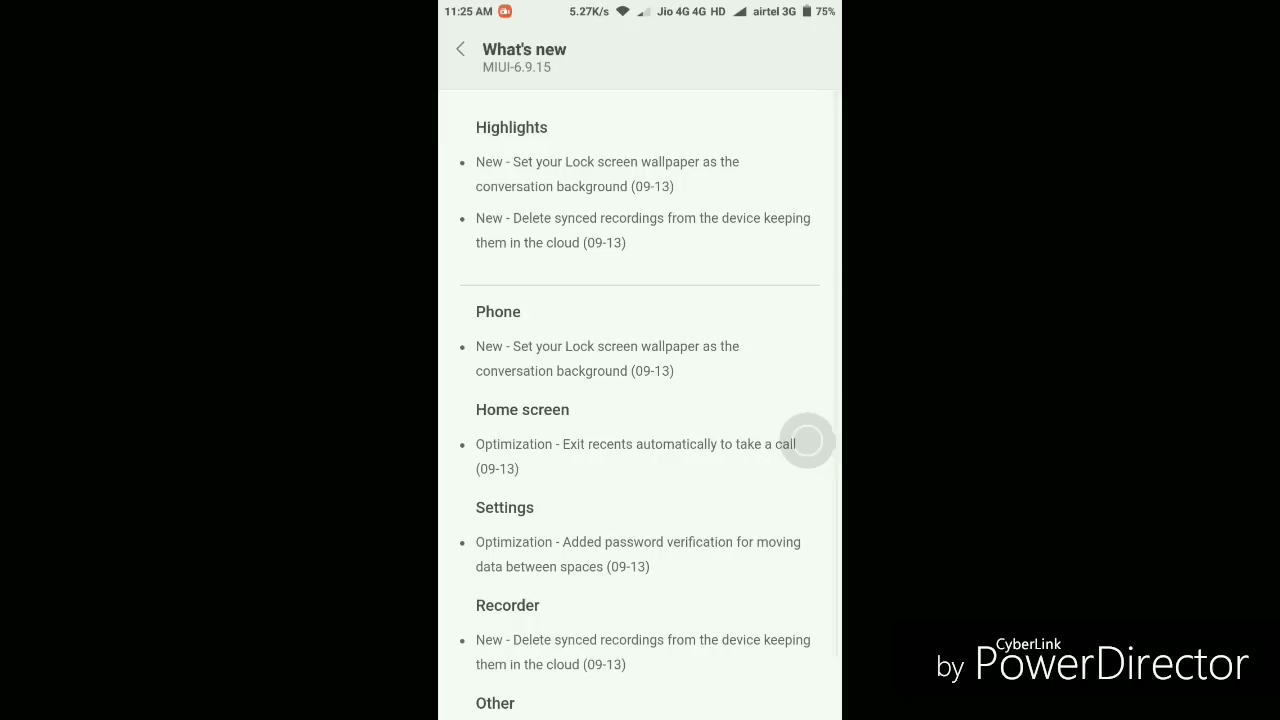 11:25 AM 5.27K/s Jio 4G 4G HD airtel 3G 75%
What's new
MIUI-6.9.15
Highlights
• New - Set your Lock screen wallpaper as the
conversation background (09-13)
• New - Delete synced recordings from the device keeping
them in the cloud (09-13)
Phone
• New - Set your Lock screen wallpaper as the
conversation background (09-13)
Home screen
• Optimization - Exit recents automatically to take a call
(09-13)
Settings
• Optimization - Added password verification for moving
data between spaces (09-13)
Recorder
• New - Delete synced recordings from the device keeping
them in the cloud (09-13)
Other
CyberLink
by PowerDirector